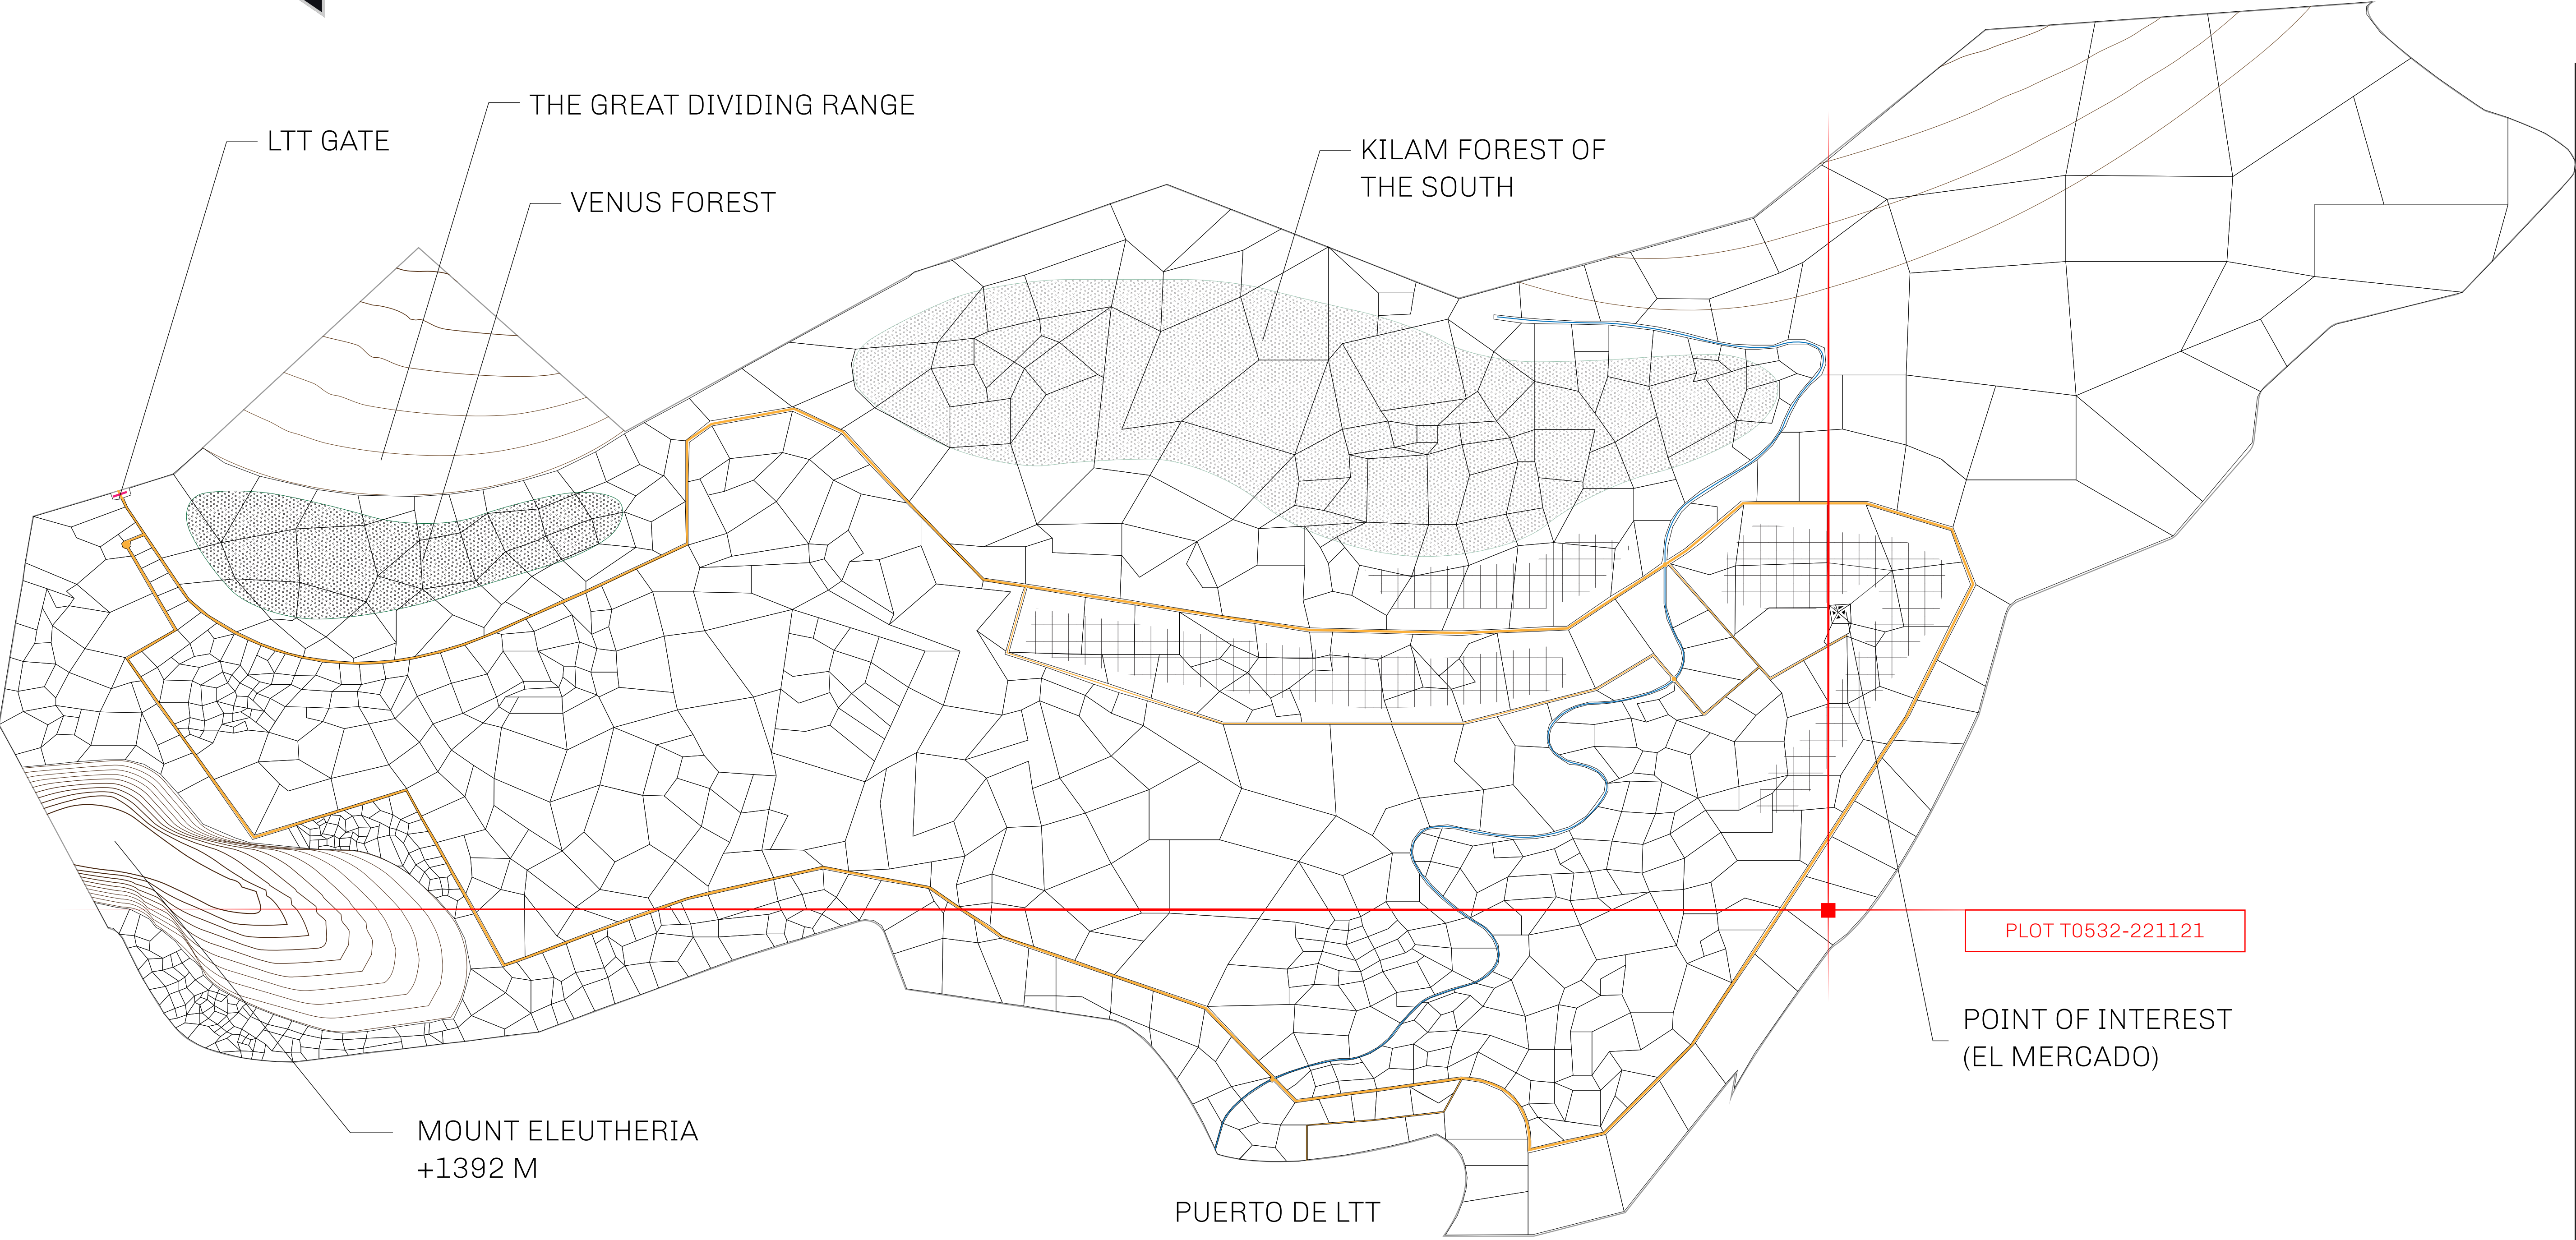 THE GREAT DIVIDING RANGE
LTT GATE
KILAM FOREST OF
THE SOUTH
VENUS FOREST
PLOT T0532-221121
POINT OF INTEREST
(EL MERCADO)
MOUNT ELEUTHERIA
+1392 M
PUERTO DE LTT